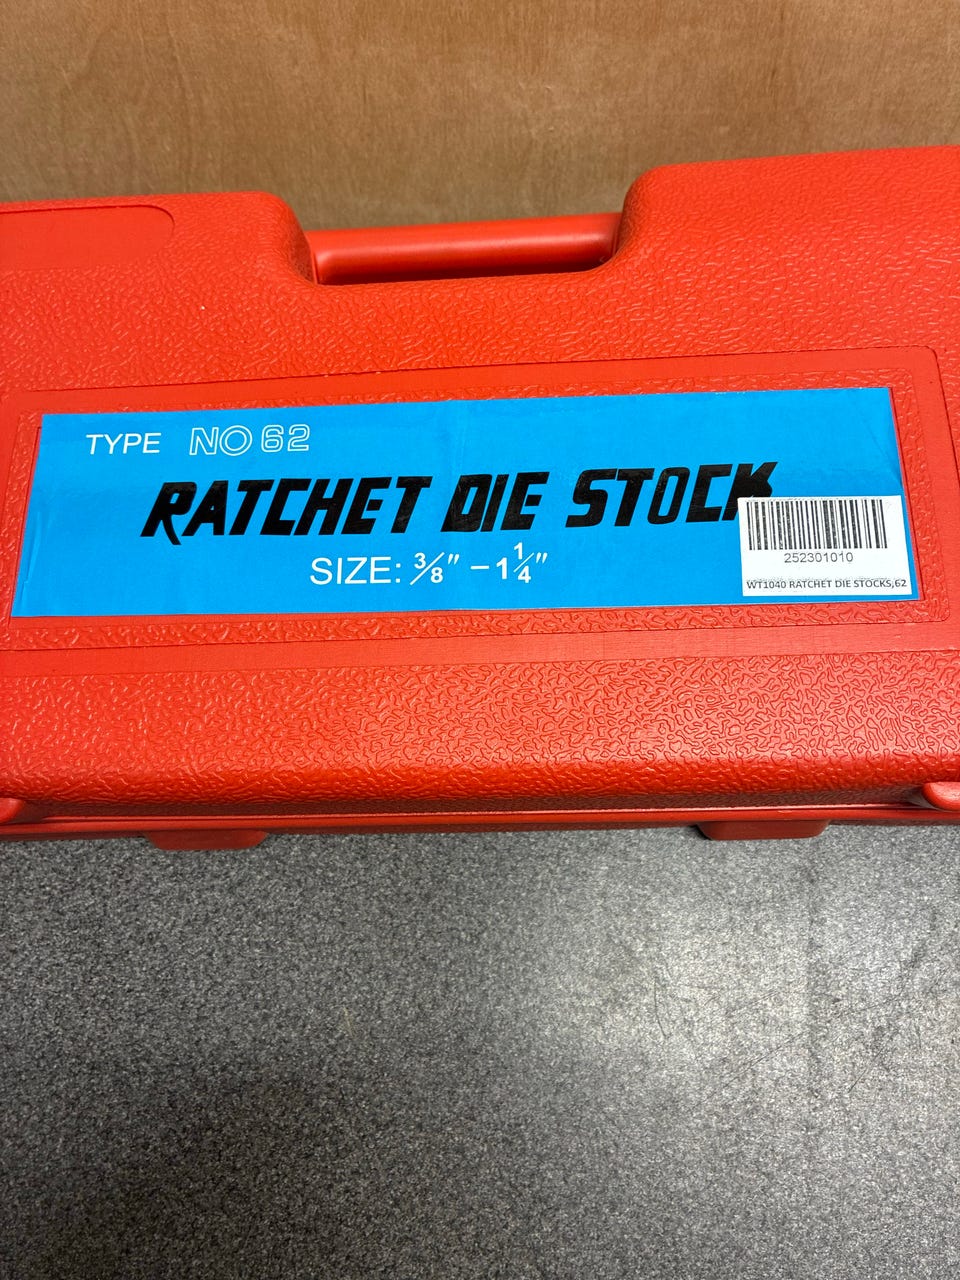 TYPE NO 62
RATCHET DIE STOCK
SIZE: 3/8" - 1 1/4"
252301010
WT1040 RATCHET DIE STOCKS,62